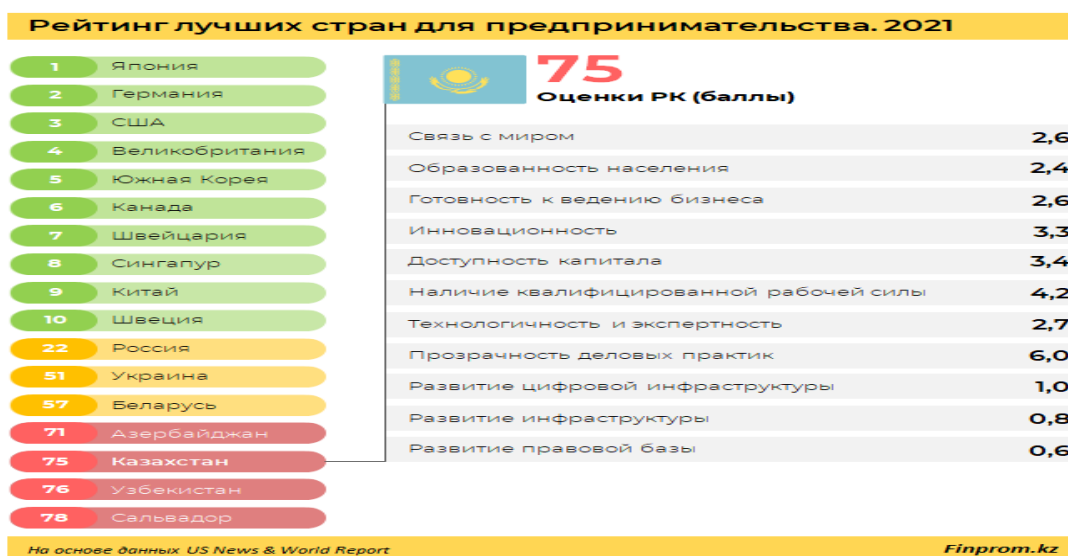 Рейтинг лучших стран для предпринимательства. 2021
1 Япония
2 Германия
3 США
4 Великобритания
5 Южная Корея
6 Канада
7 Швейцария
8 Сингапур
9 Китай
10 Швеция
22 Россия
51 Украина
57 Беларусь
71 Азербайджан
75 Казахстан
76 Узбекистан
78 Сальвадор
75
Оценки РК (баллы)
Связь с миром 2,6
Образованность населения 2,4
Готовность к ведению бизнеса 2,6
Инновационность 3,3
Доступность капитала 3,4
Наличие квалифицированной рабочей силы 4,2
Технологичность и экспертность 2,7
Прозрачность деловых практик 6,0
Развитие цифровой инфраструктуры 1,0
Развитие инфраструктуры 0,8
Развитие правовой базы 0,6
На основе данных US News & World Report
Finprom.kz